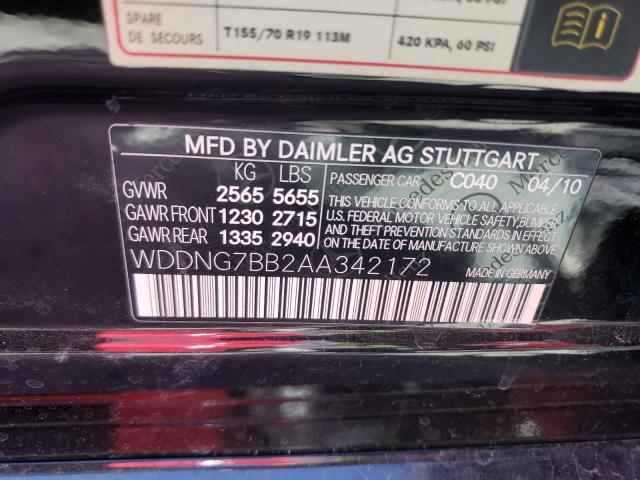 SPARE
DE SECOURS T155/70 R19 113M 420 KPA, 60 PSI
MFD BY DAIMLER AG STUTTGART
KG LBS
GVWR 2565 5655
GAWR FRONT 1230 2715
GAWR REAR 1335 2940
PASSENGER CAR C040 04/10
THIS VEHICLE CONFORMS TO ALL APPLICABLE
U.S. FEDERAL MOTOR VEHICLE SAFETY, BUMPER,
AND THEFT PREVENTION STANDARDS IN EFFECT
ON THE DATE OF MANUFACTURE SHOWN ABOVE.
WDDNG7BB2AA342172
MADE IN GERMANY